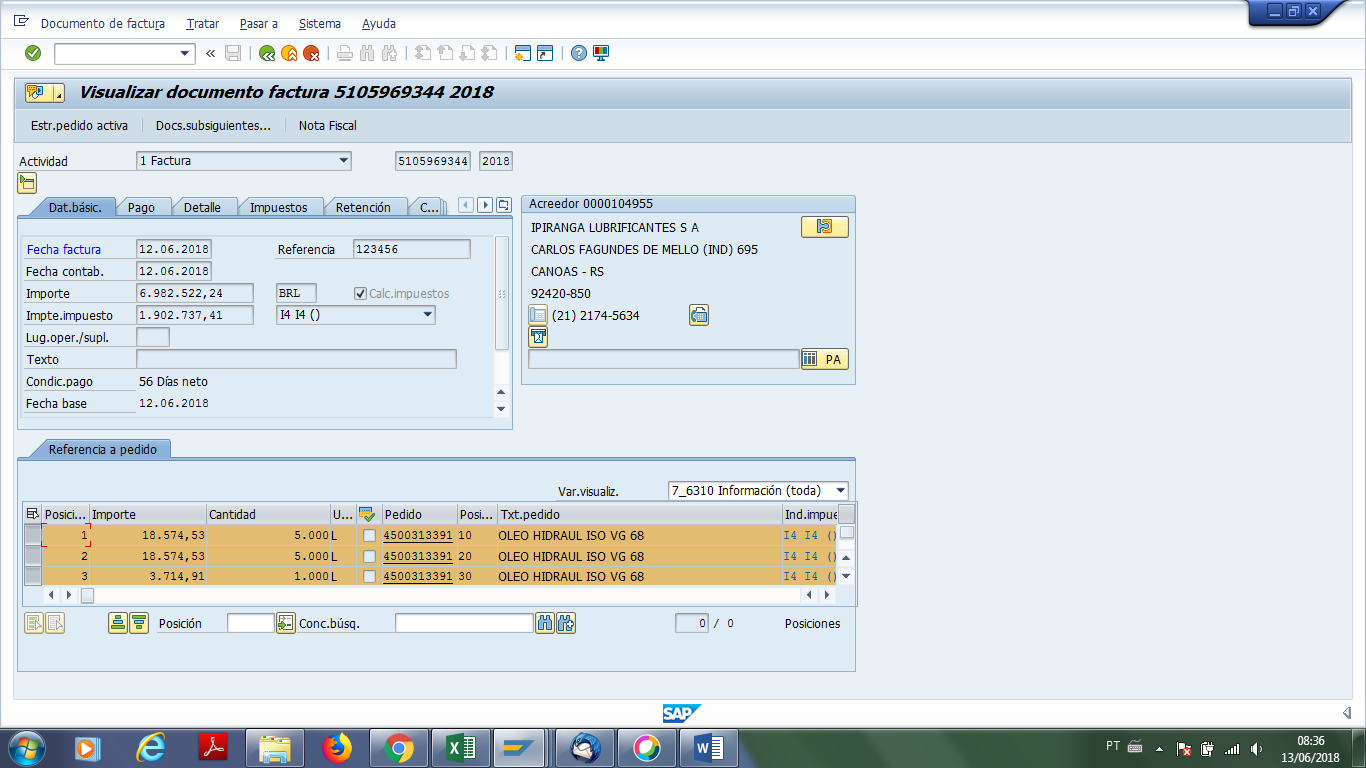 Documento de factura Tratar Pasar a Sistema Ayuda
Visualizar documento factura 5105969344 2018
Estr.pedido activa Docs.subsiguientes... Nota Fiscal
Actividad 1 Factura 5105969344 2018
Dat.básic. Pago Detalle Impuestos Retención C...
Fecha factura 12.06.2018 Referencia 123456
Fecha contab. 12.06.2018
Importe 6.982.522,24 BRL Calc.impuestos
Impte.impuesto 1.902.737,41 I4 I4 ()
Lug.oper./supl.
Texto
Condic.pago 56 Días neto
Fecha base 12.06.2018
Acreedor 0000104955
IPIRANGA LUBRIFICANTES S A
CARLOS FAGUNDES DE MELLO (IND) 695
CANOAS - RS
92420-850
(21) 2174-5634
PA
Referencia a pedido
Var.visualiz. 7_6310 Información (toda)
Posici... Importe Cantidad U... Pedido Posi... Txt.pedido Ind.impue
1 18.574,53 5.000 L 4500313391 10 OLEO HIDRAUL ISO VG 68 I4 I4 ()
2 18.574,53 5.000 L 4500313391 20 OLEO HIDRAUL ISO VG 68 I4 I4 ()
3 3.714,91 1.000 L 4500313391 30 OLEO HIDRAUL ISO VG 68 I4 I4 ()
Posición Conc.búsq. 0 / 0 Posiciones
SAP
PT 08:36
13/06/2018